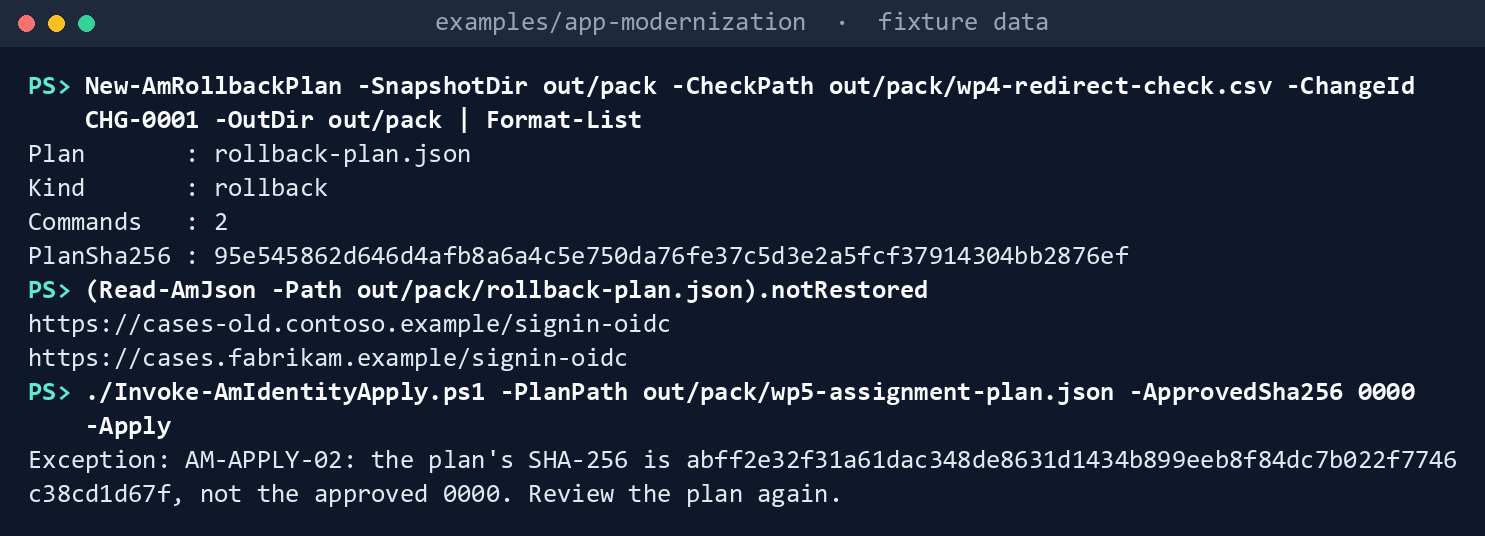 examples/app-modernization · fixture data
PS> New-AmRollbackPlan -SnapshotDir out/pack -CheckPath out/pack/wp4-redirect-check.csv -ChangeId
CHG-0001 -OutDir out/pack | Format-List
Plan : rollback-plan.json
Kind : rollback
Commands : 2
PlanSha256 : 95e545862d646d4afb8a6a4c5e750da76fe37c5d3e2a5fcf37914304bb2876ef
PS> (Read-AmJson -Path out/pack/rollback-plan.json).notRestored
https://cases-old.contoso.example/signin-oidc
https://cases.fabrikam.example/signin-oidc
PS> ./Invoke-AmIdentityApply.ps1 -PlanPath out/pack/wp5-assignment-plan.json -ApprovedSha256 0000
-Apply
Exception: AM-APPLY-02: the plan's SHA-256 is abff2e32f31a61dac348de8631d1434b899eeb8f84dc7b022f7746
c38cd1d67f, not the approved 0000. Review the plan again.